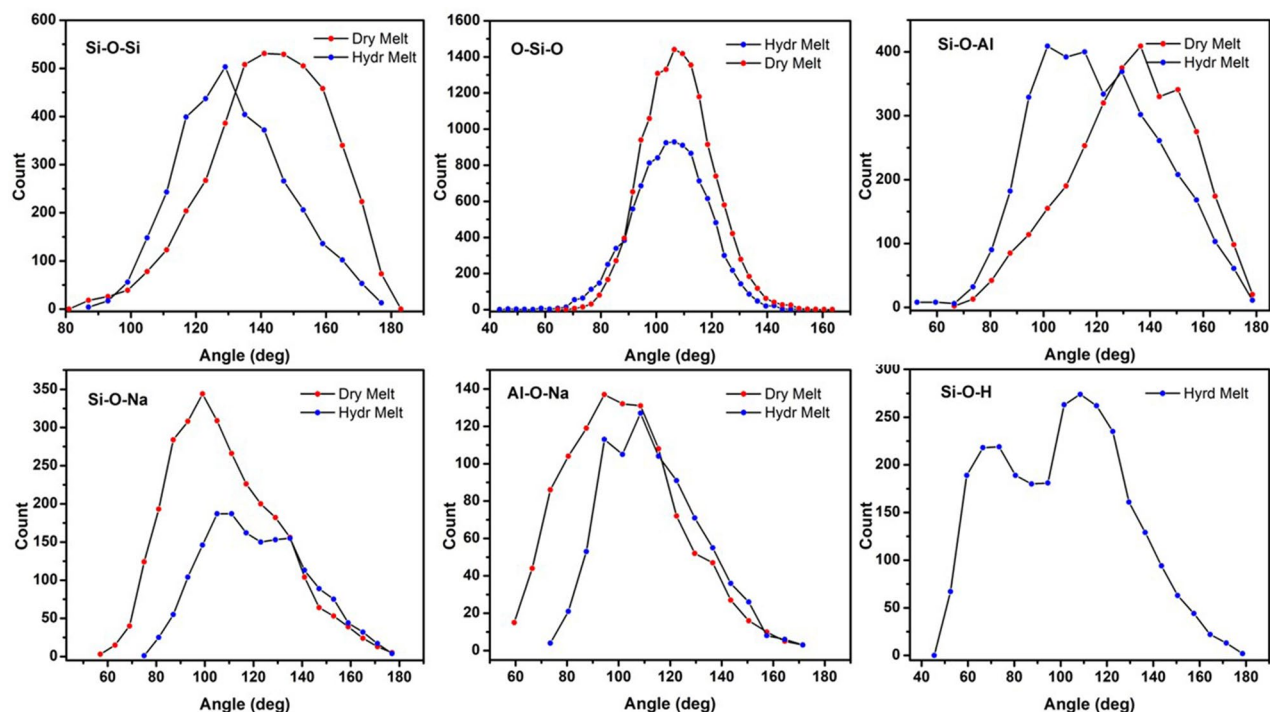 Si-O-Si
Dry Melt
Hydr Melt
Count
600
500
400
300
200
100
0
80 100 120 140 160 180
Angle (deg)
O-Si-O
Hydr Melt
Dry Melt
Count
1600
1400
1200
1000
800
600
400
200
0
40 60 80 100 120 140 160
Angle (deg)
Si-O-Al
Dry Melt
Hydr Melt
Count
400
300
200
100
0
60 80 100 120 140 160 180
Angle (deg)
Si-O-Na
Dry Melt
Hydr Melt
Count
350
300
250
200
150
100
50
0
60 80 100 120 140 160 180
Angle (deg)
Al-O-Na
Dry Melt
Hydr Melt
Count
140
120
100
80
60
40
20
0
60 80 100 120 140 160 180
Angle (deg)
Si-O-H
Hyrd Melt
Count
300
250
200
150
100
50
0
40 60 80 100 120 140 160 180
Angle (deg)